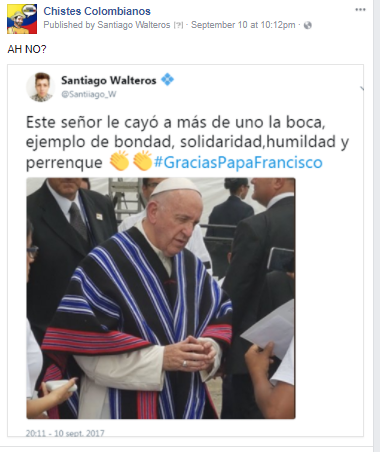 Chistes Colombianos
Published by Santiago Walteros [?] · September 10 at 10:12pm ·
AH NO?
Santiago Walteros
@Santiiago_W
Este señor le cayó a más de uno la boca,
ejemplo de bondad, solidaridad,humildad y
perrenque 👏👏#GraciasPapaFrancisco
20:11 - 10 sept. 2017